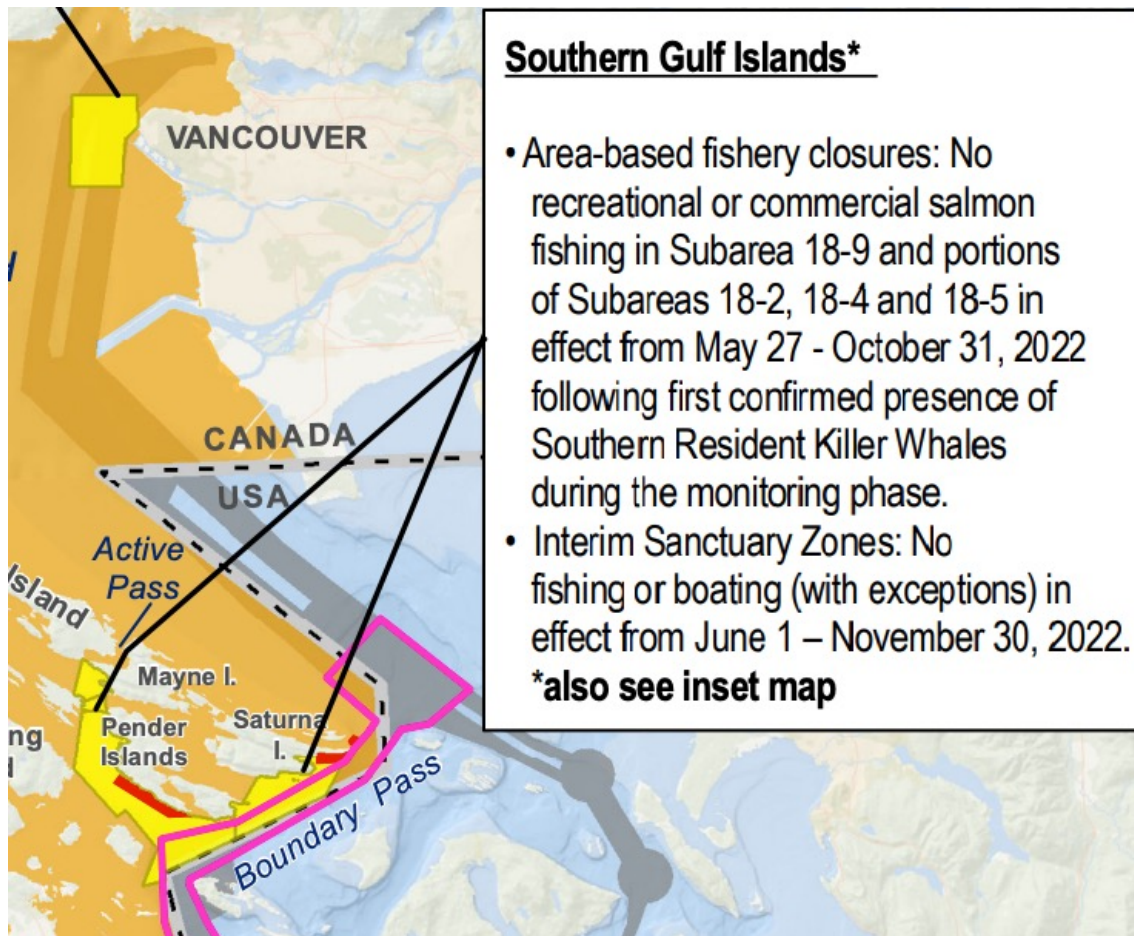 Southern Gulf Islands*
• Area-based fishery closures: No
recreational or commercial salmon
fishing in Subarea 18-9 and portions
of Subareas 18-2, 18-4 and 18-5 in
effect from May 27 - October 31, 2022
following first confirmed presence of
Southern Resident Killer Whales
during the monitoring phase.
• Interim Sanctuary Zones: No
fishing or boating (with exceptions) in
effect from June 1 – November 30, 2022.
*also see inset map
VANCOUVER
CANADA
USA
Active
Pass
Island
Mayne I.
Pender
Islands
Saturna
I.
ng
d
Boundary Pass